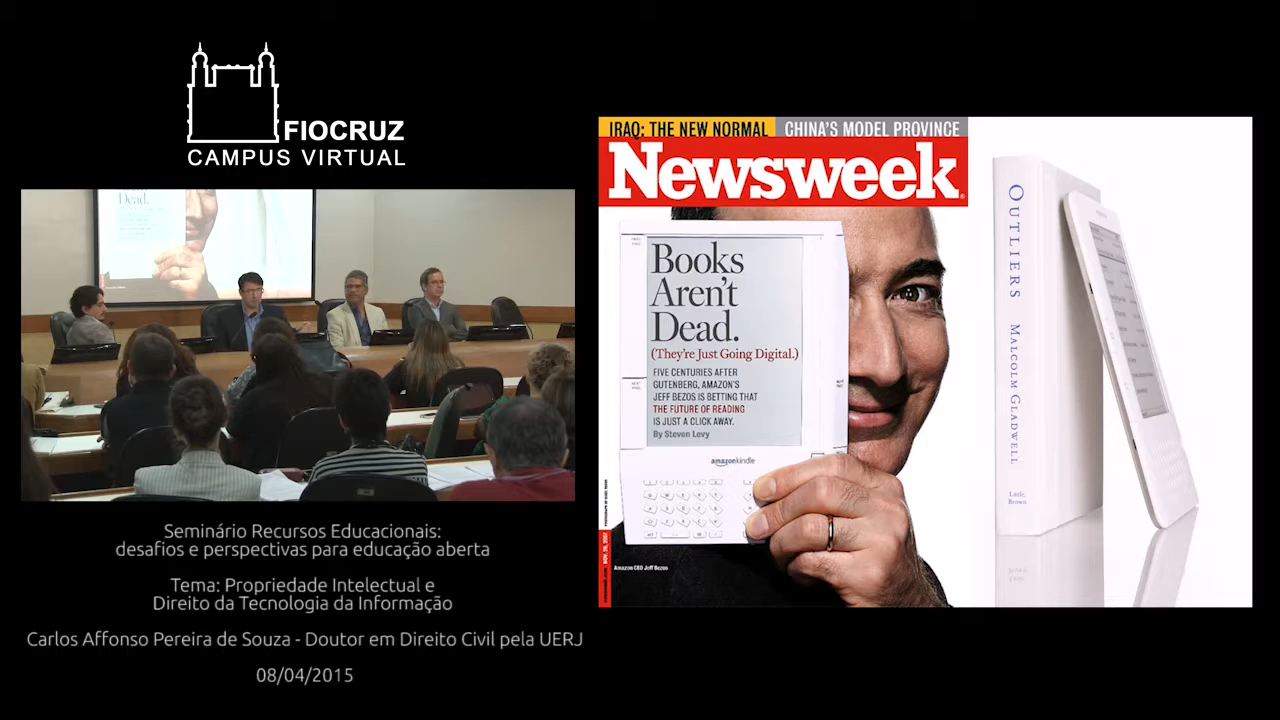 FIOCRUZ
CAMPUS VIRTUAL
Dead.
Seminário Recursos Educacionais:
desafios e perspectivas para educação aberta
Tema: Propriedade Intelectual e
Direito da Tecnologia da Informação
Carlos Affonso Pereira de Souza - Doutor em Direito Civil pela UERJ
08/04/2015
IRAQ: THE NEW NORMAL
CHINA'S MODEL PROVINCE
Newsweek
Books
Aren't
Dead.
(They're Just Going Digital.)
FIVE CENTURIES AFTER
GUTENBERG, AMAZON'S
JEFF BEZOS IS BETTING THAT
THE FUTURE OF READING
IS JUST A CLICK AWAY.
By Steven Levy
amazonkindle
Amazon CEO Jeff Bezos
OUTLIERS
MALCOLM GLADWELL
Little,
Brown